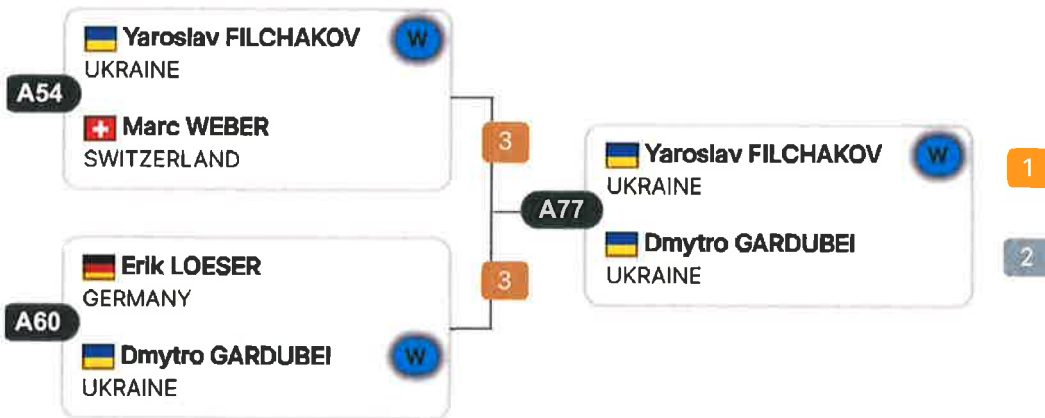 Yaroslav FILCHAKOV W
UKRAINE
A54
Marc WEBER
SWITZERLAND
3
Erik LOESER
GERMANY
A60
Dmytro GARDUBEI W
UKRAINE
3
A77
Yaroslav FILCHAKOV W
UKRAINE
1
Dmytro GARDUBEI
UKRAINE
2